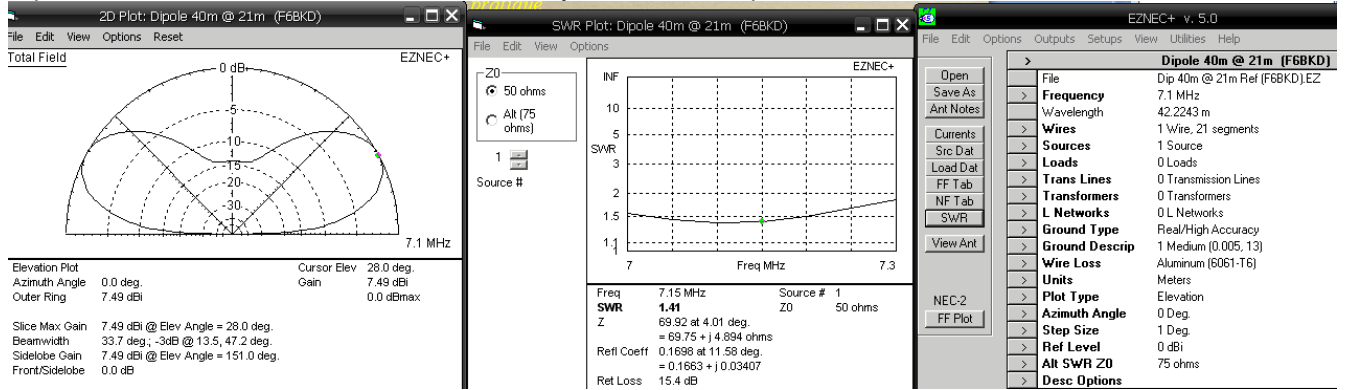 pratique
2D Plot: Dipole 40m @ 21m (F6BKD)
File Edit View Options Reset
Total Field
EZNEC+
0 dB
-5
-10
-15
-20
-30
7.1 MHz
Elevation Plot
Azimuth Angle 0.0 deg.
Outer Ring 7.49 dBi
Cursor Elev 28.0 deg.
Gain 7.49 dBi
0.0 dBmax
Slice Max Gain 7.49 dBi @ Elev Angle = 28.0 deg.
Beamwidth 33.7 deg.; -3dB @ 13.5, 47.2 deg.
Sidelobe Gain 7.49 dBi @ Elev Angle = 151.0 deg.
Front/Sidelobe 0.0 dB
SWR Plot: Dipole 40m @ 21m (F6BKD)
File Edit View Options
Z0
50 ohms
Alt (75
ohms)
1
Source #
EZNEC+
INF
10
5
SWR
3
2
1.5
1.1
1
7 Freq MHz 7.3
Freq 7.15 MHz Source # 1
SWR 1.41 Z0 50 ohms
Z 69.92 at 4.01 deg.
= 69.75 + j 4.894 ohms
Refl Coeff 0.1698 at 11.58 deg.
= 0.1663 + j 0.03407
Ret Loss 15.4 dB
EZNEC+ v. 5.0
File Edit Options Outputs Setups View Utilities Help
Open
Save As
Ant Notes
Currents
Src Dat
Load Dat
FF Tab
NF Tab
SWR
View Ant
NEC-2
FF Plot
> Dipole 40m @ 21m (F6BKD)
File Dip 40m @ 21m Ref (F6BKD).EZ
> Frequency 7.1 MHz
Wavelength 42.2243 m
> Wires 1 Wire, 21 segments
> Sources 1 Source
> Loads 0 Loads
> Trans Lines 0 Transmission Lines
> Transformers 0 Transformers
> L Networks 0 L Networks
> Ground Type Real/High Accuracy
> Ground Descrip 1 Medium (0.005, 13)
> Wire Loss Aluminum (6061-T6)
> Units Meters
> Plot Type Elevation
> Azimuth Angle 0 Deg.
> Step Size 1 Deg.
> Ref Level 0 dBi
> Alt SWR Z0 75 ohms
> Desc Options